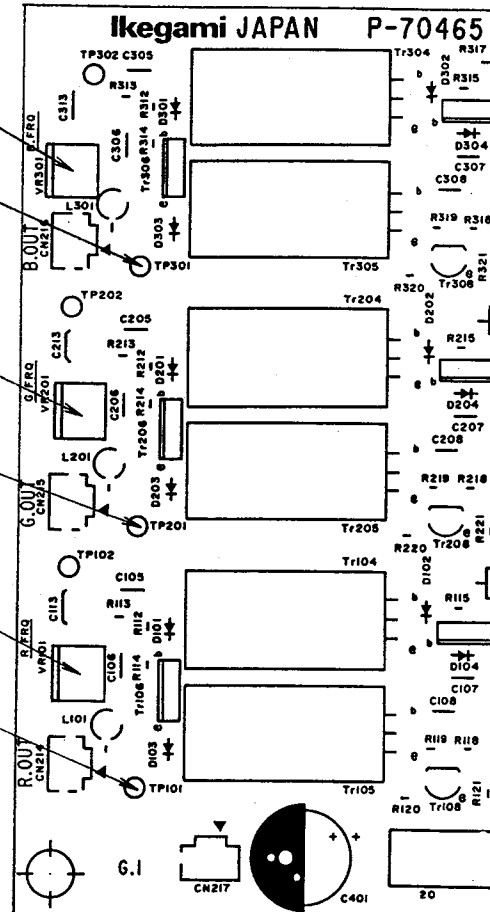 Ikegami JAPAN P-70465
TP302 C305 Tr304 D302 R317
R313 b R315
C313 R312 D301
B.FRQ C306 R314 b e b D304
VR301 Tr306 C307
C308
L301 e b
B.OUT CN216 D303 R319 R318
TP301 Tr305 e Tr308 e R321
R320
TP202 Tr204 D202
C205
C213 R213 R212 D201 b R215
G/FRQ C206 R214 b e b D204
VR201 Tr206 C207
C208
L201 e b
G.OUT CN215 D203 R219 R218
TP201 Tr205 e Tr208 e R221
R220
TP102 Tr104 D102
C105
C113 R113 R112 D101 b R115
R/FRQ C106 R114 b e b D104
VR101 Tr106 C107
C108
L101 e b
R.OUT CN214 D103 R119 R118
TP101 Tr105 e Tr108 e R121
R120
G.1 CN217 C401 + + 20